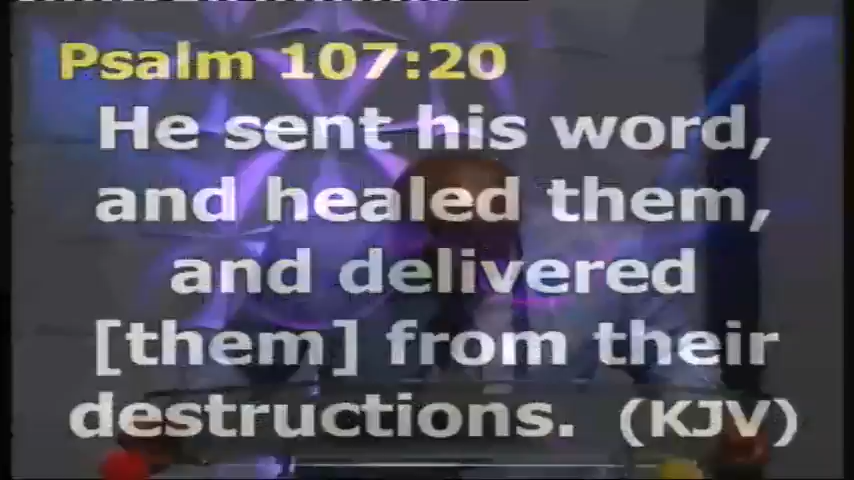 Psalm 107:20
He sent his word,
and healed them,
and delivered
[them] from their
destructions. (KJV)